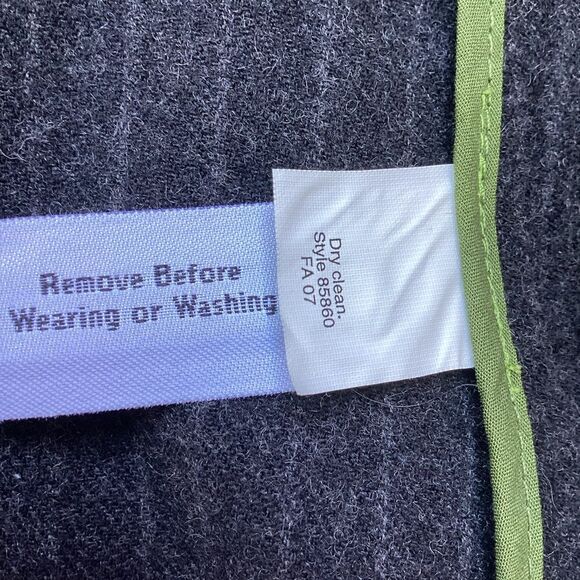 Remove Before
Wearing or Washing
Dry clean.
Style 85860
FA 07